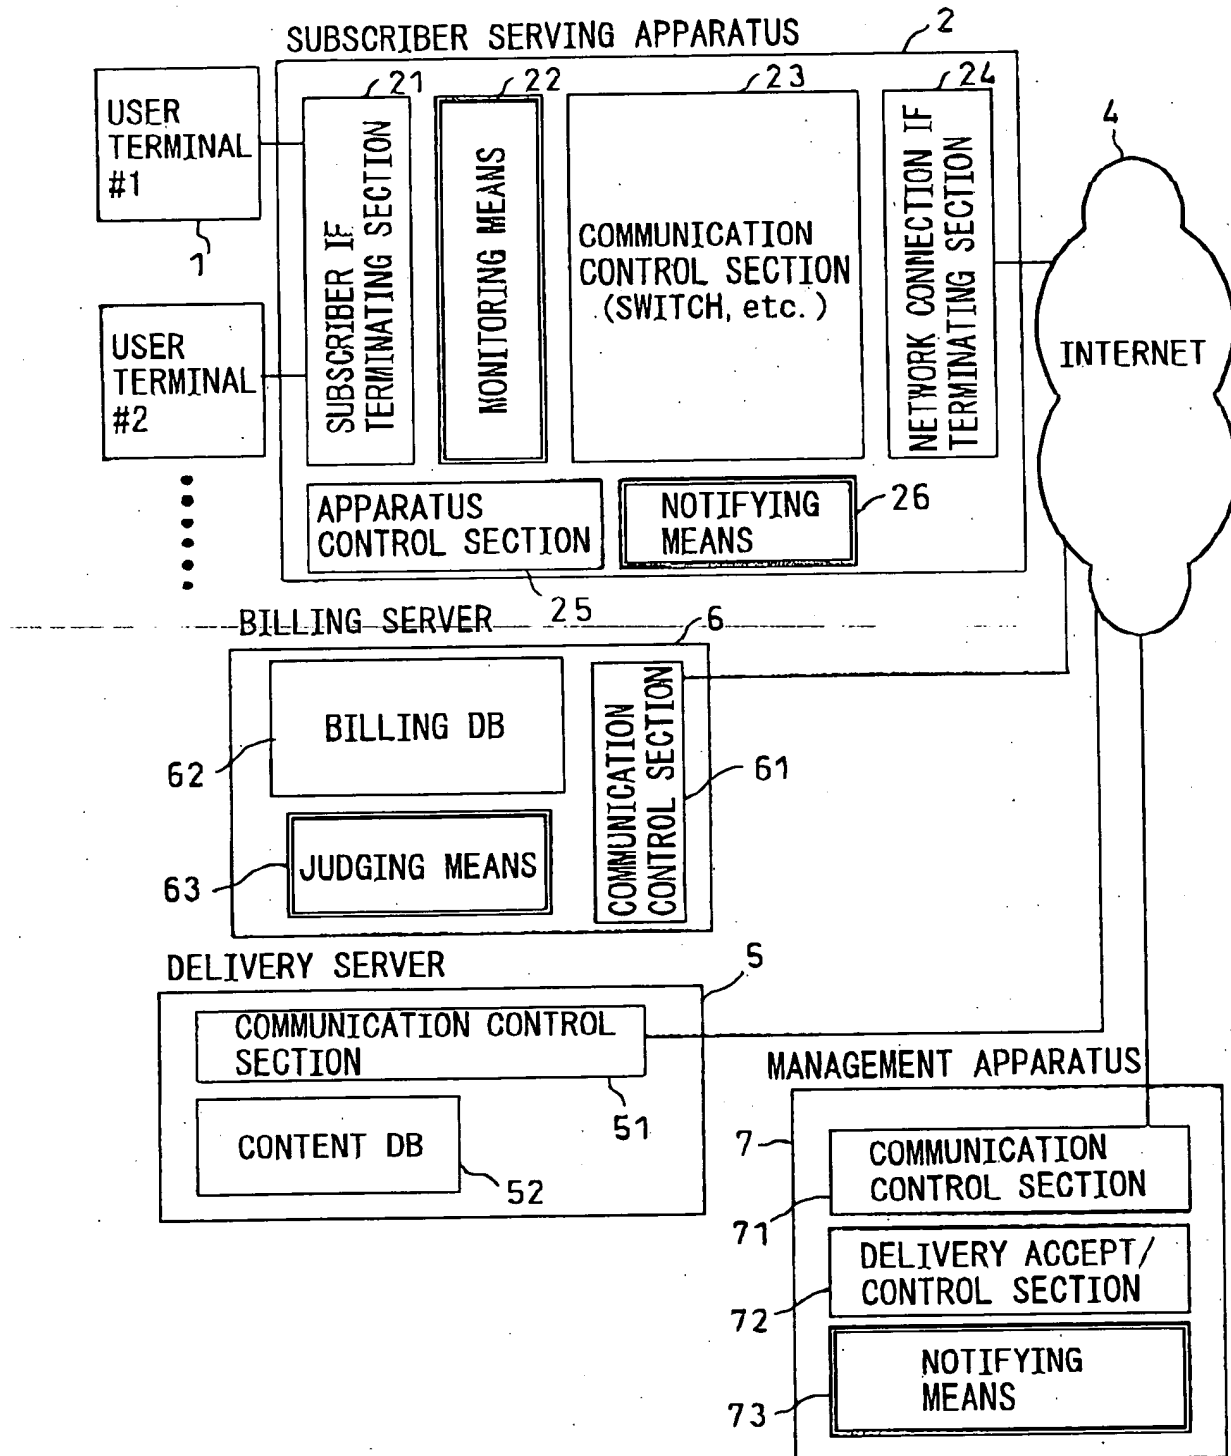 SUBSCRIBER SERVING APPARATUS
2
USER
TERMINAL
#1
1
USER
TERMINAL
#2
21
SUBSCRIBER IF
TERMINATING SECTION
22
MONITORING MEANS
23
COMMUNICATION
CONTROL SECTION
(SWITCH, etc.)
24
NETWORK CONNECTION IF
TERMINATING SECTION
4
INTERNET
APPARATUS
CONTROL SECTION
25
NOTIFYING
MEANS
26
BILLING SERVER
6
BILLING DB
62
COMMUNICATION
CONTROL SECTION
61
JUDGING MEANS
63
DELIVERY SERVER
5
COMMUNICATION CONTROL
SECTION
51
CONTENT DB
52
MANAGEMENT APPARATUS
7
COMMUNICATION
CONTROL SECTION
71
DELIVERY ACCEPT/
CONTROL SECTION
72
NOTIFYING
MEANS
73